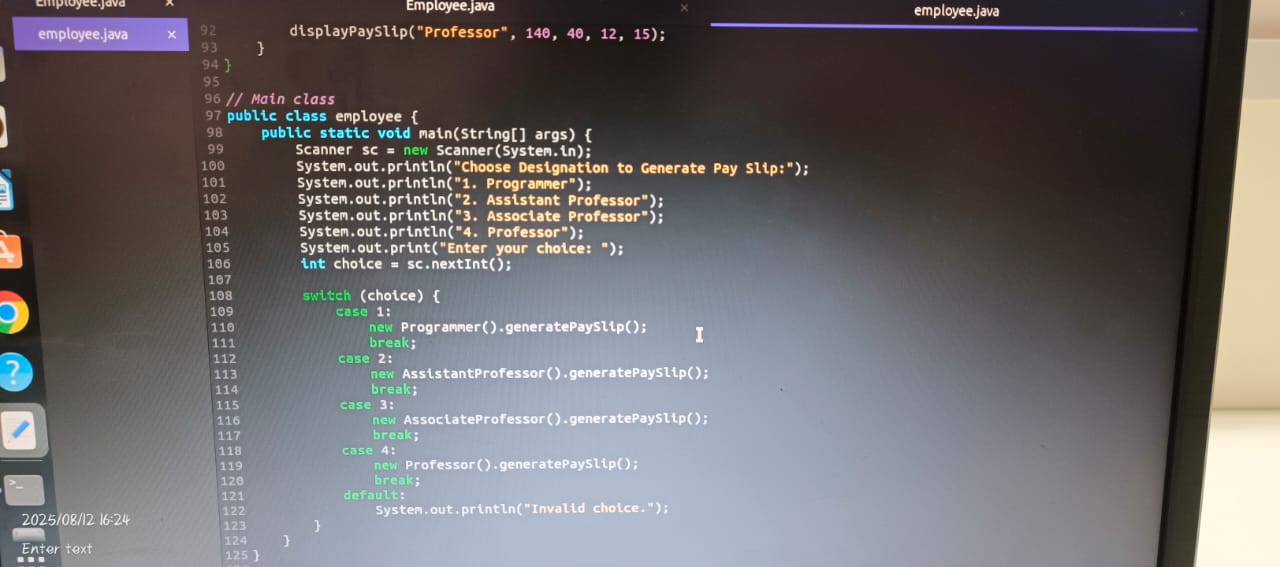 Employee.java
Employee.java
employee.java
employee.java
92 displayPaySlip("Professor", 140, 40, 12, 15);
93 }
94 }
95
96 // Main class
97 public class employee {
98 public static void main(String[] args) {
99 Scanner sc = new Scanner(System.in);
100 System.out.println("Choose Designation to Generate Pay Slip:");
101 System.out.println("1. Programmer");
102 System.out.println("2. Assistant Professor");
103 System.out.println("3. Associate Professor");
104 System.out.println("4. Professor");
105 System.out.print("Enter your choice: ");
106 int choice = sc.nextInt();
107
108 switch (choice) {
109 case 1:
110 new Programmer().generatePaySlip();
111 break;
112 case 2:
113 new AssistantProfessor().generatePaySlip();
114 break;
115 case 3:
116 new AssociateProfessor().generatePaySlip();
117 break;
118 case 4:
119 new Professor().generatePaySlip();
120 break;
121 default:
122 System.out.println("Invalid choice.");
123 }
124 }
125 }
2025/08/12 16:24
Enter text